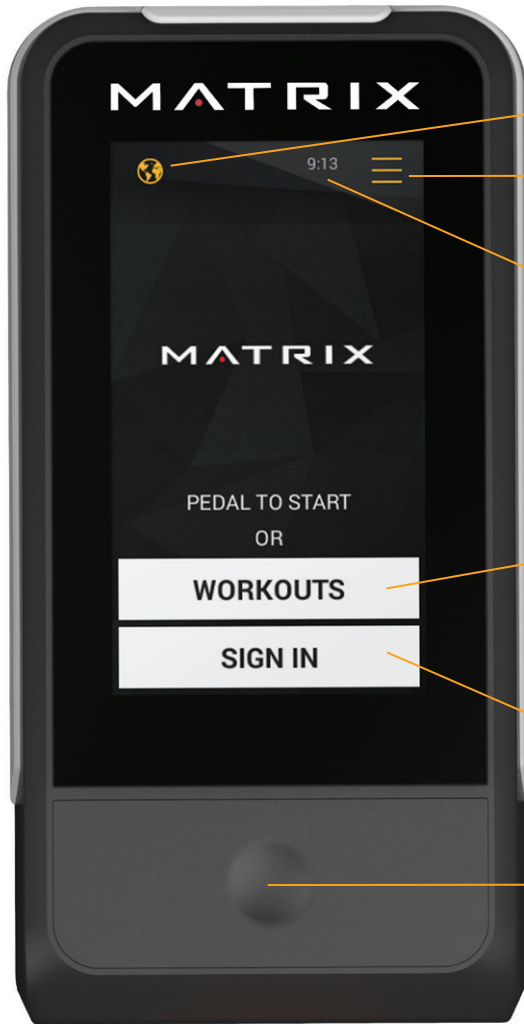 MATRIX
9:13
MATRIX
PEDAL TO START
OR
WORKOUTS
SIGN IN